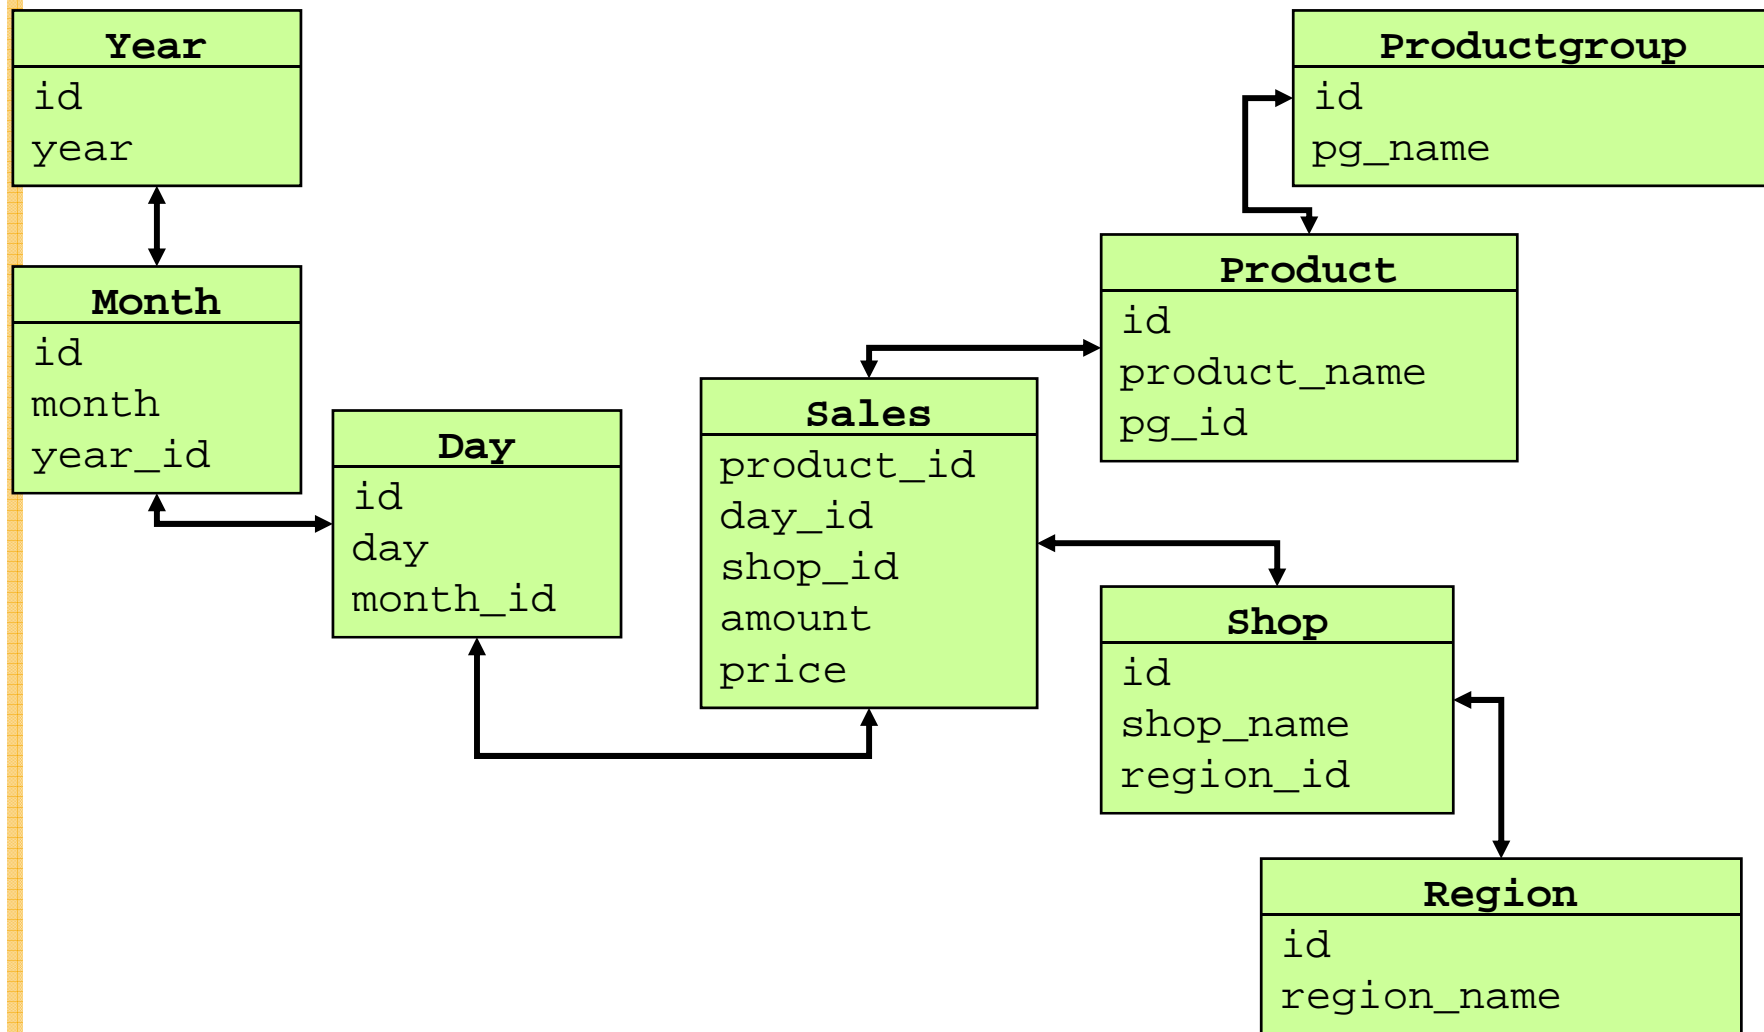 Year
id
year
Month
id
month
year_id
Day
id
day
month_id
Sales
product_id
day_id
shop_id
amount
price
Productgroup
id
pg_name
Product
id
product_name
pg_id
Shop
id
shop_name
region_id
Region
id
region_name